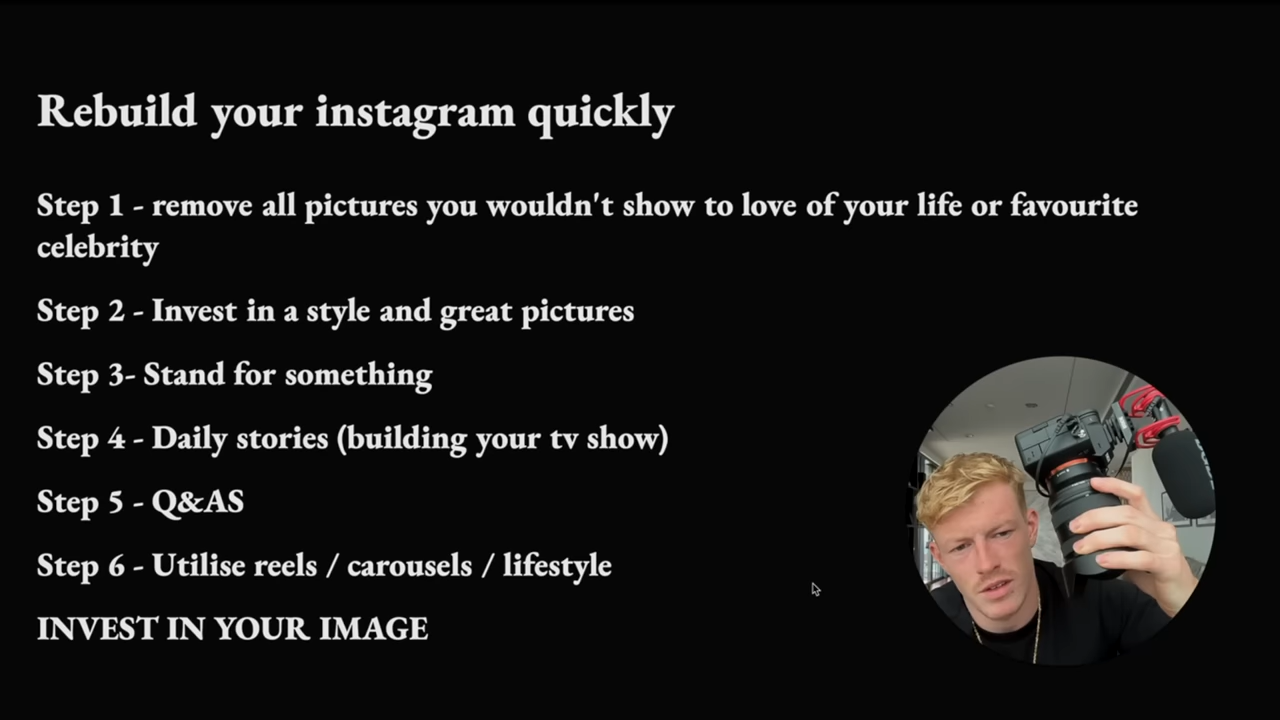 Rebuild your instagram quickly
Step 1 - remove all pictures you wouldn't show to love of your life or favourite
celebrity
Step 2 - Invest in a style and great pictures
Step 3- Stand for something
Step 4 - Daily stories (building your tv show)
Step 5 - Q&AS
Step 6 - Utilise reels / carousels / lifestyle
INVEST IN YOUR IMAGE